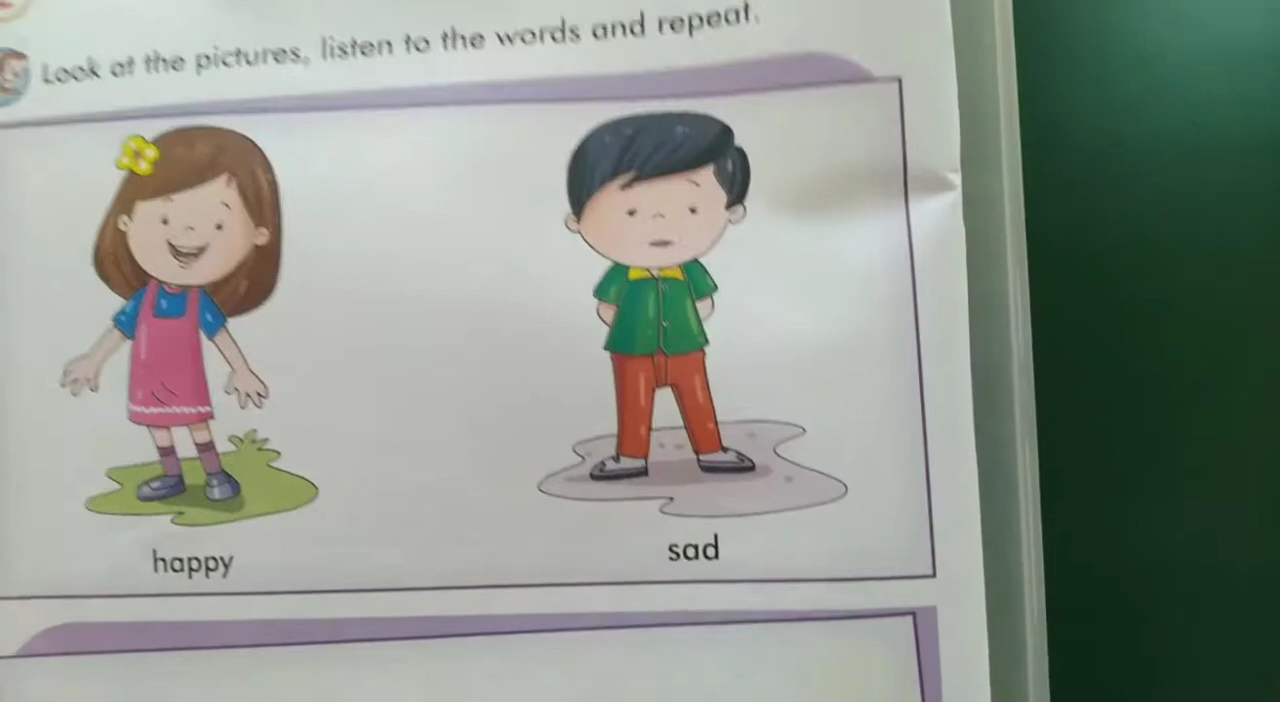 Look at the pictures, listen to the words and repeat.
happy
sad